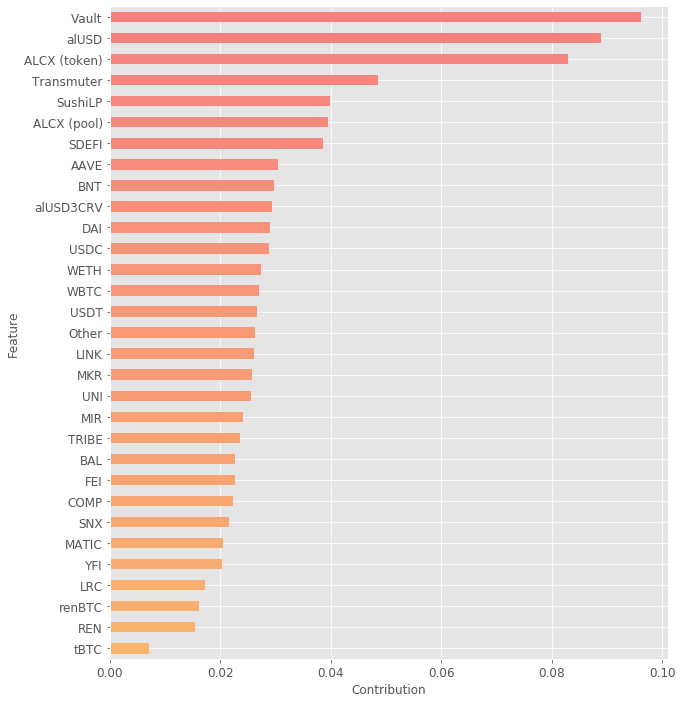 Vault
alUSD
ALCX (token)
Transmuter
SushiLP
ALCX (pool)
SDEFI
AAVE
BNT
alUSD3CRV
DAI
USDC
WETH
WBTC
USDT
Other
LINK
MKR
UNI
MIR
TRIBE
BAL
FEI
COMP
SNX
MATIC
YFI
LRC
renBTC
REN
tBTC
Feature
0.00 0.02 0.04 0.06 0.08 0.10
Contribution